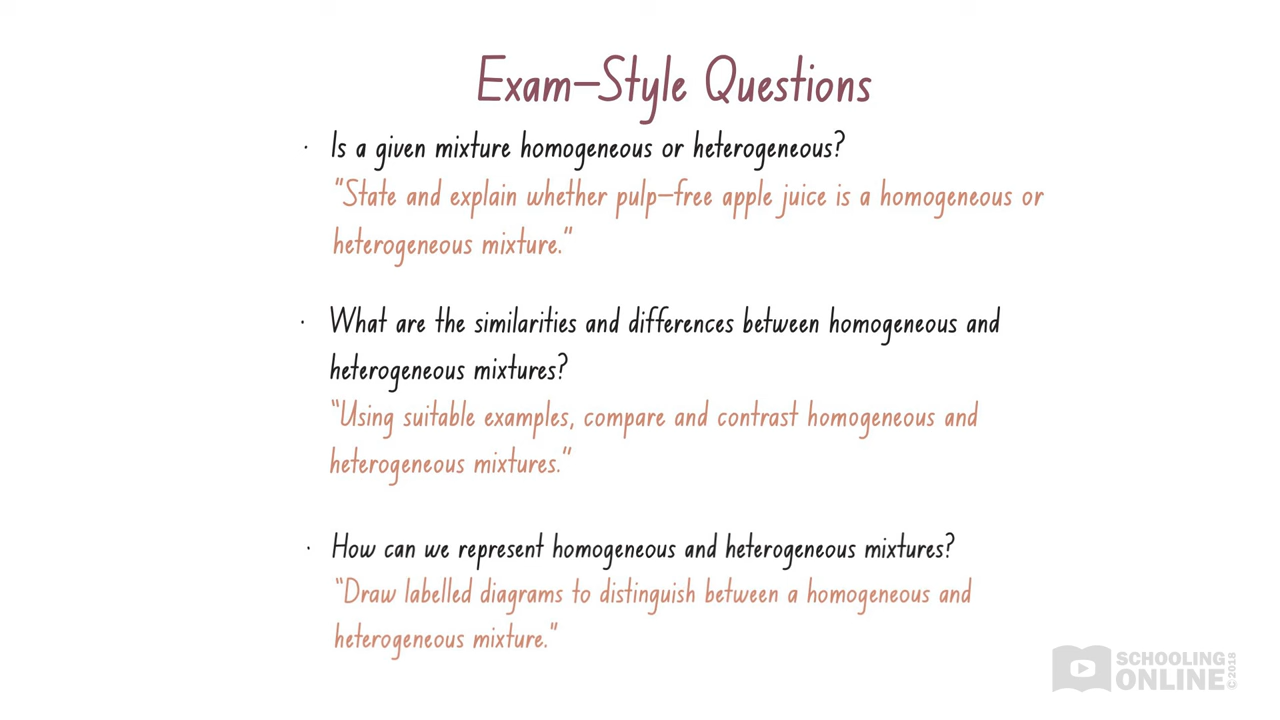 Exam–Style Questions
· Is a given mixture homogeneous or heterogeneous?
"State and explain whether pulp–free apple juice is a homogeneous or
heterogeneous mixture."
· What are the similarities and differences between homogeneous and
heterogeneous mixtures?
"Using suitable examples, compare and contrast homogeneous and
heterogeneous mixtures."
· How can we represent homogeneous and heterogeneous mixtures?
"Draw labelled diagrams to distinguish between a homogeneous and
heterogeneous mixture."
SCHOOLING
ONLINE
©2018